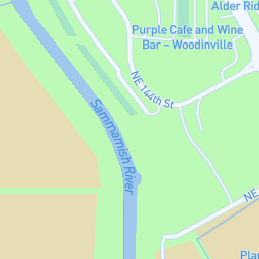 Alder Rid
Purple Cafe and Wine
Bar – Woodinville
NE 144th St
Sammamish River
NE
Pla